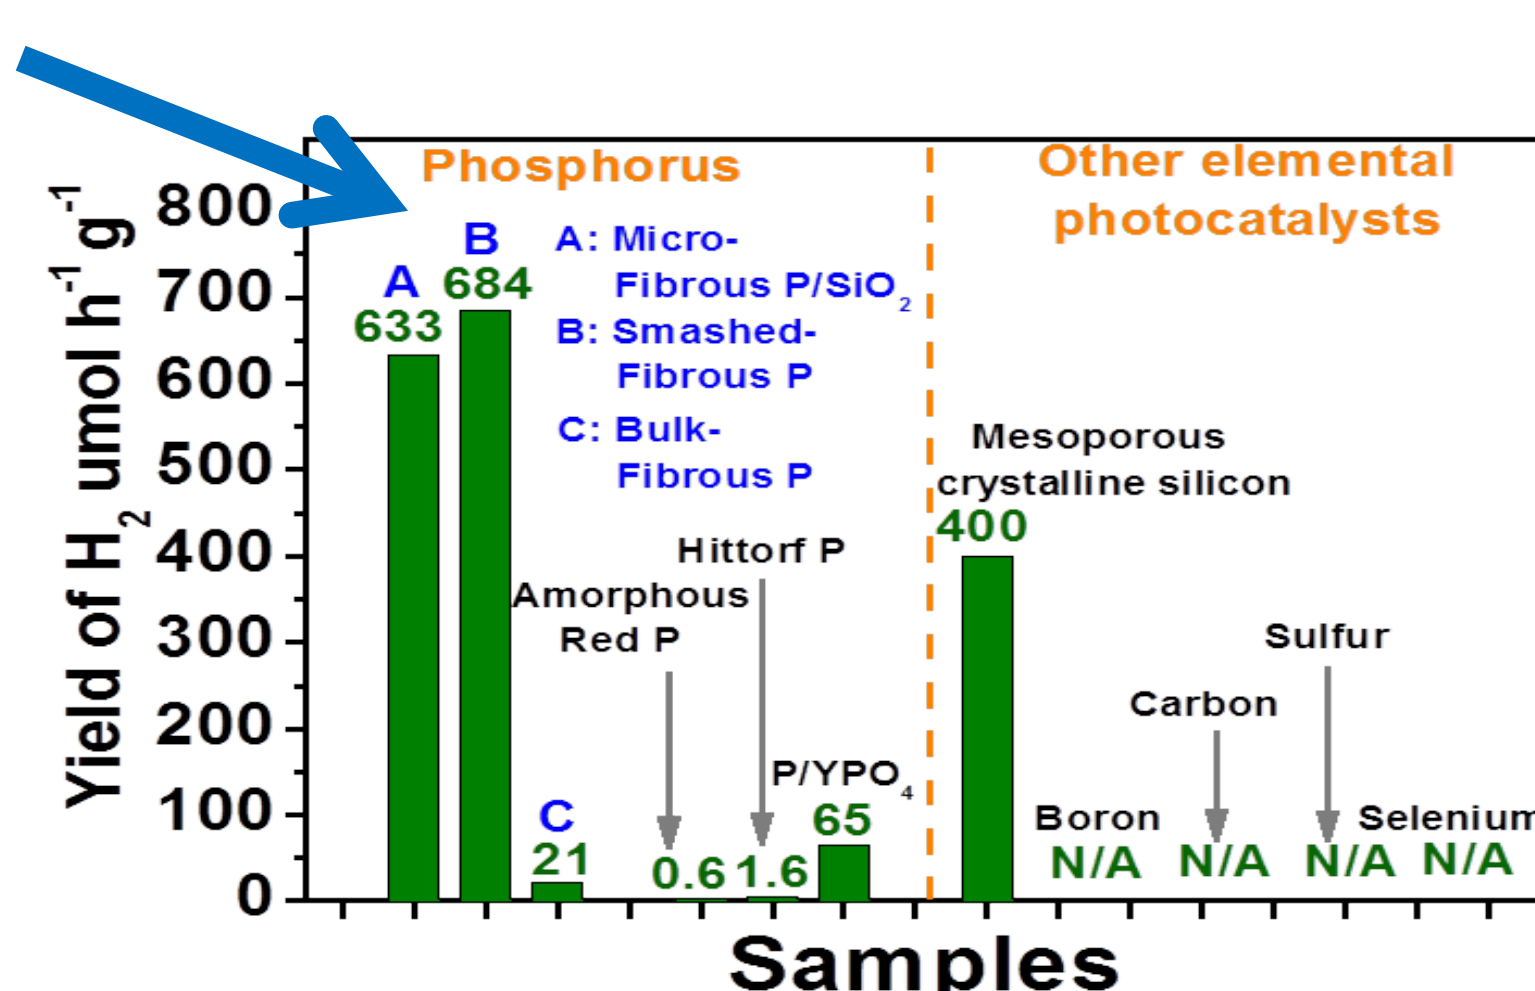 Phosphorus
Other elemental
photocatalysts
Yield of H2 umol h-1 g-1
800
700
600
500
400
300
200
100
0
A
633
B
684
A: Micro-
Fibrous P/SiO2
B: Smashed-
Fibrous P
C: Bulk-
Fibrous P
C
21
Amorphous
Red P
0.6
Hittorf P
1.6
P/YPO4
65
Mesoporous
crystalline silicon
400
Boron
N/A
Carbon
N/A
Sulfur
N/A
Selenium
N/A
Samples